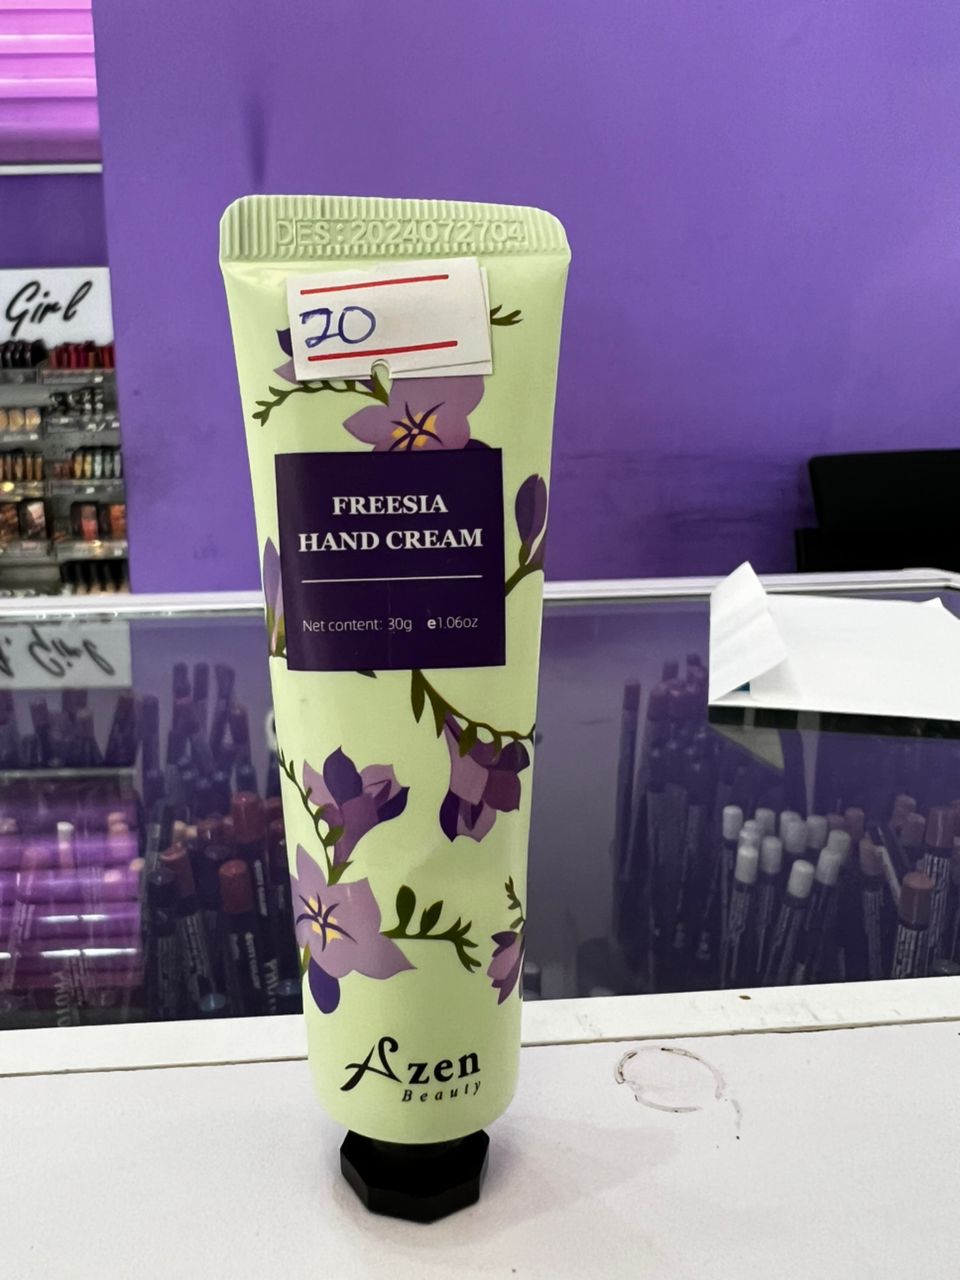 DES:2024072704
20
Girl
FREESIA
HAND CREAM
Net content: 30g e1.06oz
Azen
Beauty